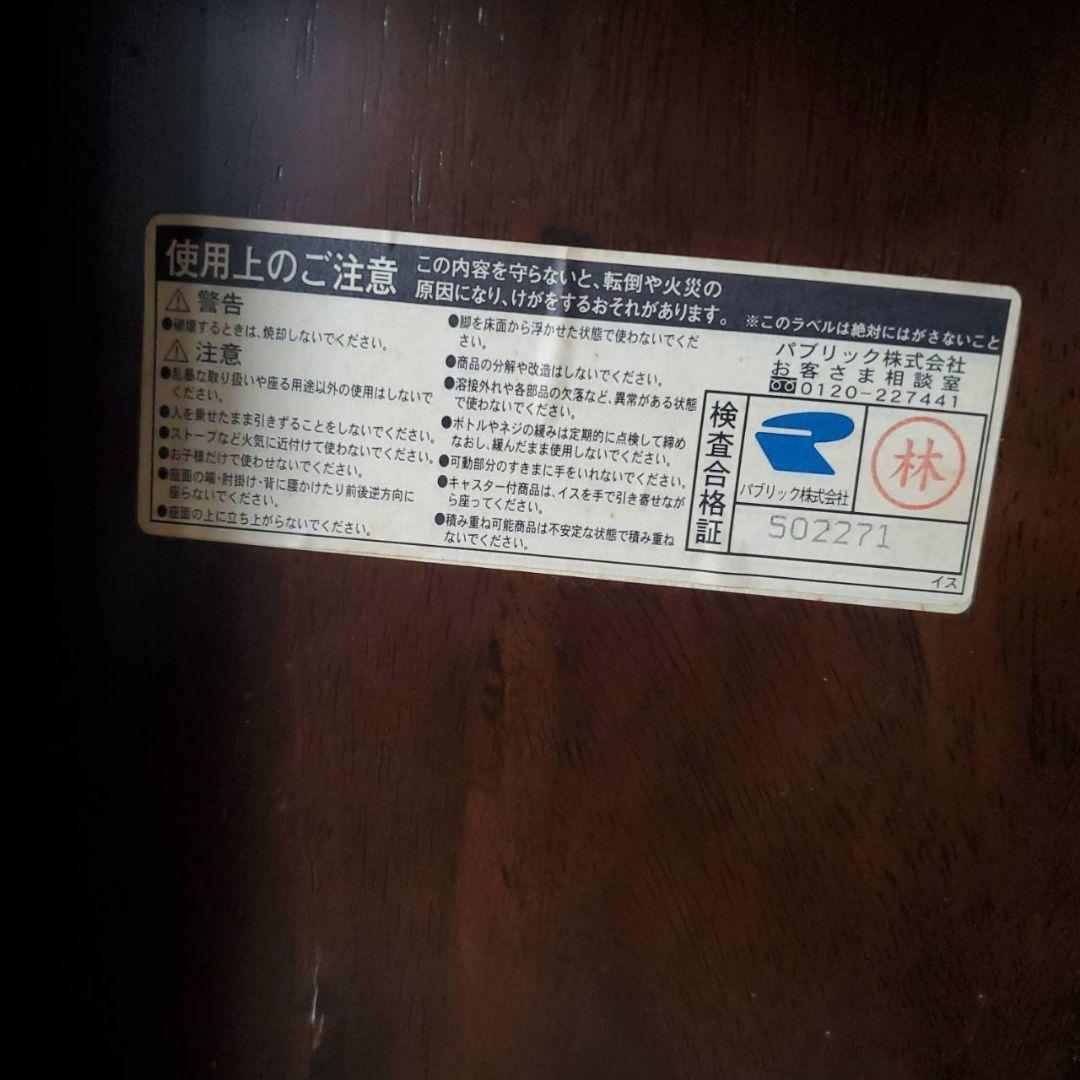 使用上のご注意
この内容を守らないと、転倒や火災の
原因になり、けがをするおそれがあります。
※このラベルは絶対にはがさないこと
警告
●破壊するときは、焼却しないでください。
注意
●乱暴な取り扱いや座る用途以外の使用はしないで
ください。
●人を乗せたまま引きずることをしないでください。
●ストーブなど火気に近付けて使わないでください。
●お子様だけで使わせないでください。
●座面の端・肘掛け・背に腰かけたり前後逆方向に
座らないでください。
●座面の上に立ち上がらないでください。
●脚を床面から浮かせた状態で使わないでくだ
さい。
●商品の分解や改造はしないでください。
●溶接外れや各部品の欠落など、異常がある状態
で使わないでください。
●ボトルやネジの緩みは定期的に点検して締め
なおし、緩んだまま使用しないでください。
●可動部分のすきまに手をいれないでください。
●キャスター付商品は、イスを手で引き寄せなが
ら座ってください。
●積み重ね可能商品は不安定な状態で積み重ね
ないでください。
パブリック株式会社
お客さま相談室
0120-227441
検査合格証
パブリック株式会社
林
S02271
イス